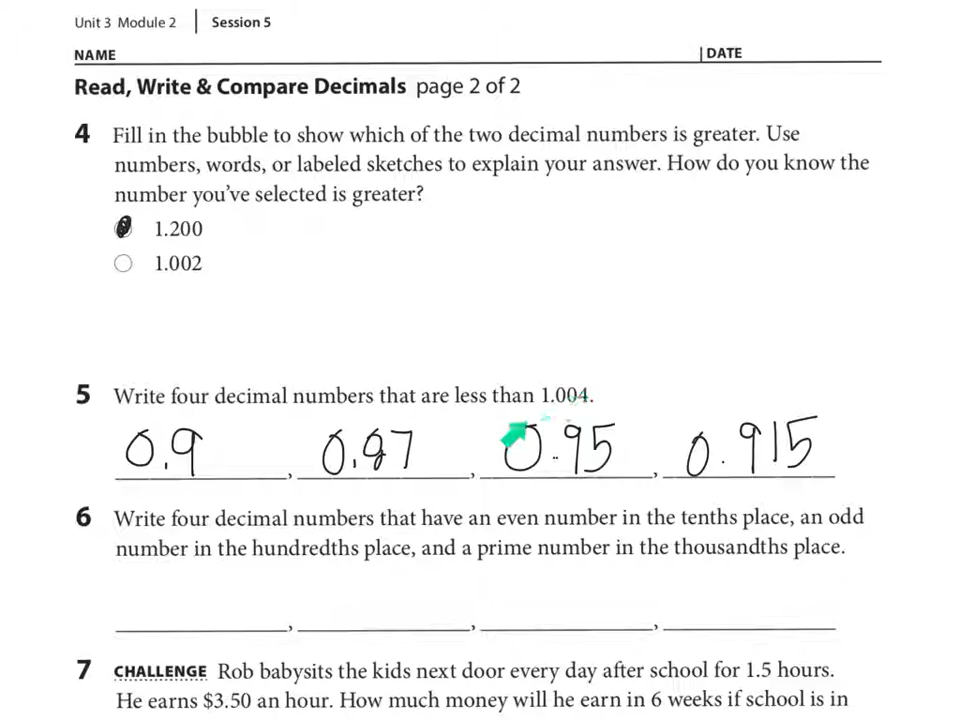 Unit 3 Module 2 | Session 5
NAME | DATE
Read, Write & Compare Decimals page 2 of 2
4 Fill in the bubble to show which of the two decimal numbers is greater. Use
numbers, words, or labeled sketches to explain your answer. How do you know the
number you've selected is greater?
1.200
1.002
5 Write four decimal numbers that are less than 1.004.
0.9, 0.97, 0.95, 0.915
6 Write four decimal numbers that have an even number in the tenths place, an odd
number in the hundredths place, and a prime number in the thousandths place.
, , ,
7 CHALLENGE Rob babysits the kids next door every day after school for 1.5 hours.
He earns $3.50 an hour. How much money will he earn in 6 weeks if school is in